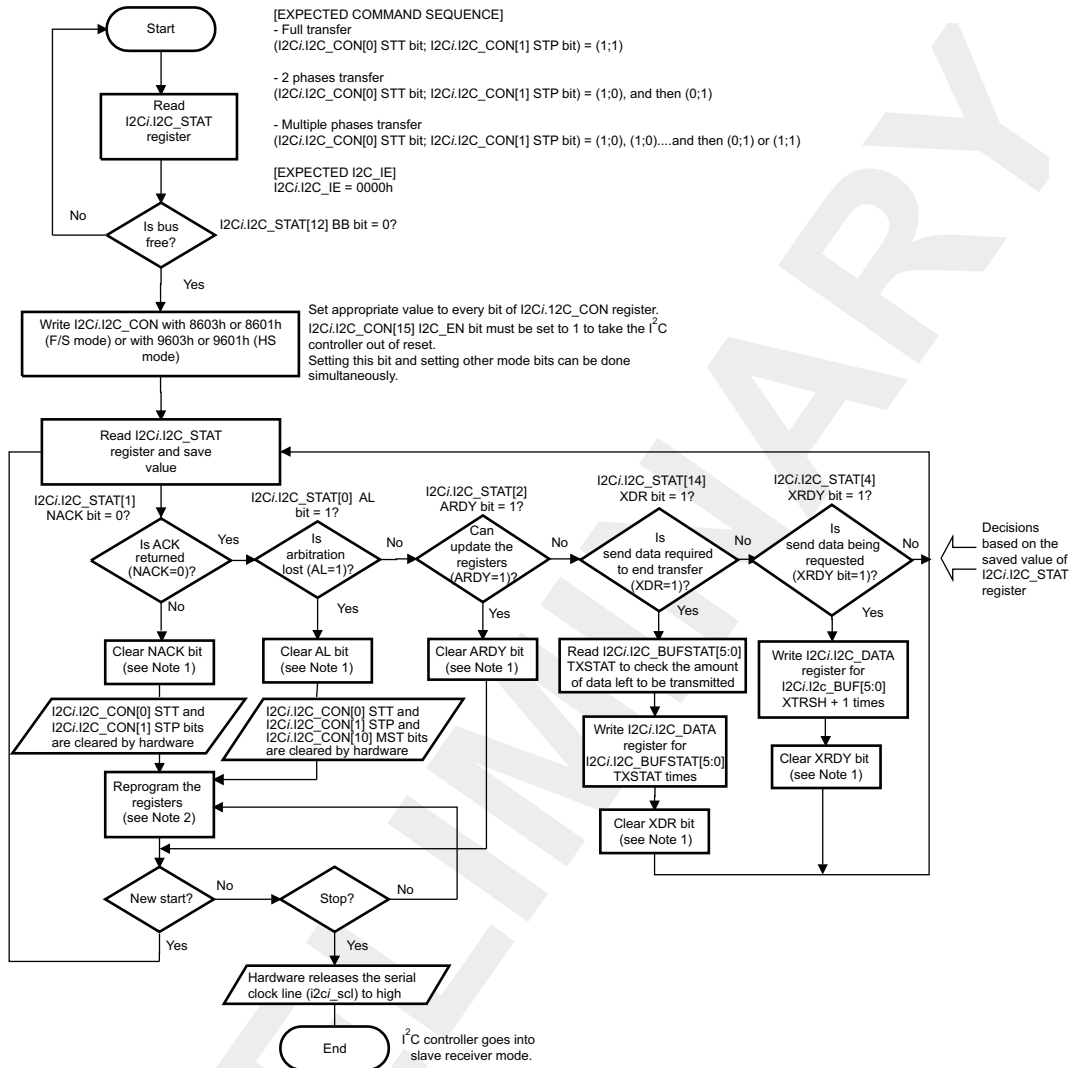 Start
[EXPECTED COMMAND SEQUENCE]
- Full transfer
(I2Ci.I2C_CON[0] STT bit; I2Ci.I2C_CON[1] STP bit) = (1;1)
- 2 phases transfer
(I2Ci.I2C_CON[0] STT bit; I2Ci.I2C_CON[1] STP bit) = (1;0), and then (0;1)
- Multiple phases transfer
(I2Ci.I2C_CON[0] STT bit; I2Ci.I2C_CON[1] STP bit) = (1;0), (1;0)....and then (0;1) or (1;1)
[EXPECTED I2C_IE]
I2Ci.I2C_IE = 0000h
Read
I2Ci.I2C_STAT
register
No
Is bus
free?
I2Ci.I2C_STAT[12] BB bit = 0?
Yes
Write I2Ci.I2C_CON with 8603h or 8601h
(F/S mode) or with 9603h or 9601h (HS
mode)
Set appropriate value to every bit of I2Ci.12C_CON register.
I2Ci.I2C_CON[15] I2C_EN bit must be set to 1 to take the I2C
controller out of reset.
Setting this bit and setting other mode bits can be done
simultaneously.
Read I2Ci.I2C_STAT
register and save
value
I2Ci.I2C_STAT[1]
NACK bit = 0?
Is ACK
returned
(NACK=0)?
Yes
No
I2Ci.I2C_STAT[0] AL
bit = 1?
Is
arbitration
lost (AL=1)?
No
Yes
I2Ci.I2C_STAT[2]
ARDY bit = 1?
Can
update the
registers
(ARDY=1)?
No
Yes
I2Ci.I2C_STAT[14]
XDR bit = 1?
Is
send data required
to end transfer
(XDR=1)?
No
Yes
I2Ci.I2C_STAT[4]
XRDY bit = 1?
Is
send data being
requested
(XRDY bit=1)?
No
Yes
Decisions
based on the
saved value of
I2Ci.I2C_STAT
register
Clear NACK bit
(see Note 1)
Clear AL bit
(see Note 1)
Clear ARDY bit
(see Note 1)
Read I2Ci.I2C_BUFSTAT[5:0]
TXSTAT to check the amount
of data left to be transmitted
Write I2Ci.I2C_DATA
register for
I2Ci.I2c_BUF[5:0]
XTRSH + 1 times
I2Ci.I2C_CON[0] STT and
I2Ci.I2C_CON[1] STP bits
are cleared by hardware
I2Ci.I2C_CON[0] STT and
I2Ci.I2C_CON[1] STP and
I2Ci.I2C_CON[10] MST bits
are cleared by hardware
Write I2Ci.I2C_DATA
register for
I2Ci.I2C_BUFSTAT[5:0]
TXSTAT times
Clear XRDY bit
(see Note 1)
Reprogram the
registers
(see Note 2)
Clear XDR bit
(see Note 1)
New start?
No
Yes
Stop?
No
Yes
Hardware releases the serial
clock line (i2ci_scl) to high
End
I2C controller goes into
slave receiver mode.
PRELIMINARY